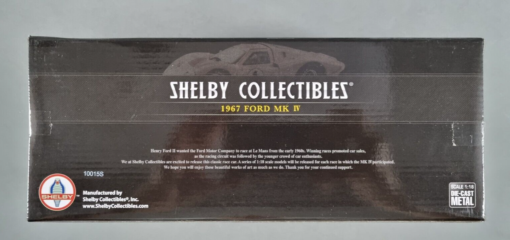 SHELBY COLLECTIBLES®
1967 FORD MK IV
Henry Ford II wanted the Ford Motor Company to race at Le Mans from the early 1960s. Winning races promoted car sales,
as the racing circuit was followed by the younger crowd of car enthusiasts.
We at Shelby Collectibles are excited to release this classic race car. A series of 1:18 scale models will be released for each race in which the MK IV participated.
We hope you will enjoy these beautiful works of art as much as we do. Thank you for your continued support.
10015S
SHELBY
Manufactured by
Shelby Collectibles®, Inc.
www.ShelbyCollectibles.com
SCALE 1:18
DIE-CAST
METAL